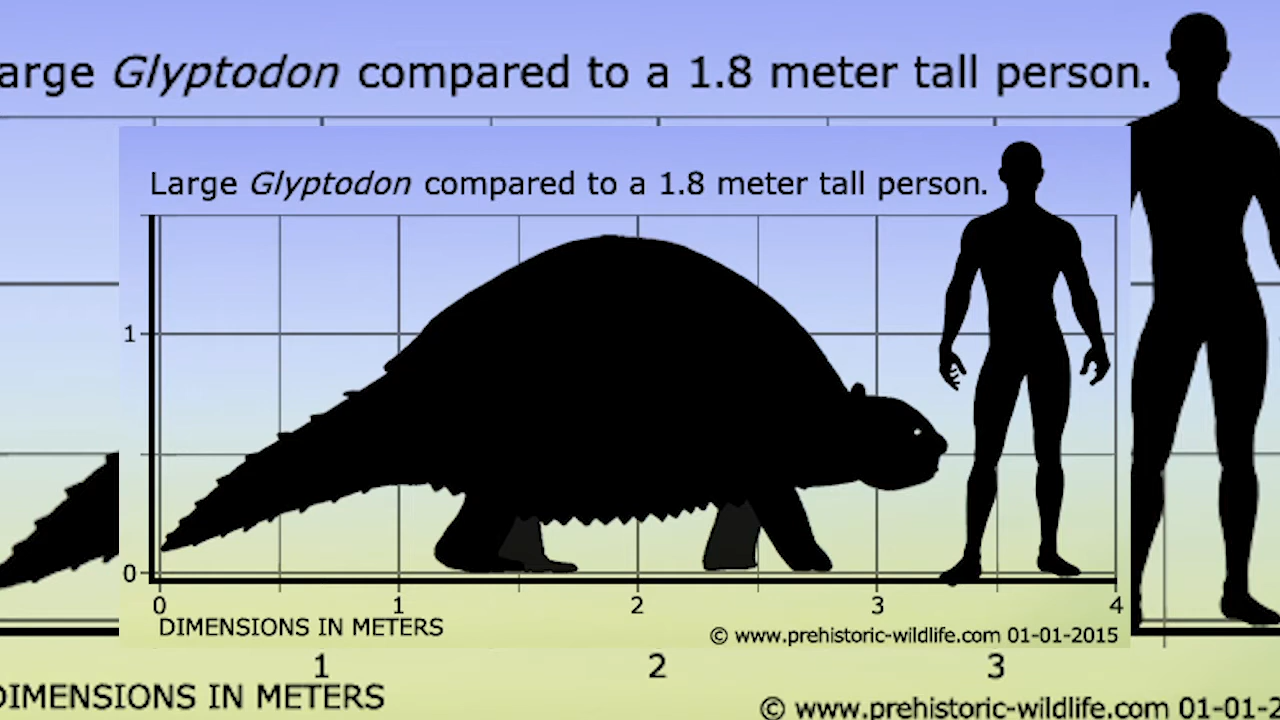 arge Glyptodon compared to a 1.8 meter tall person.
Large Glyptodon compared to a 1.8 meter tall person.
1
0
0 1 2 3 4
DIMENSIONS IN METERS
© www.prehistoric-wildlife.com 01-01-2015
1 2 3
DIMENSIONS IN METERS
© www.prehistoric-wildlife.com 01-01-2